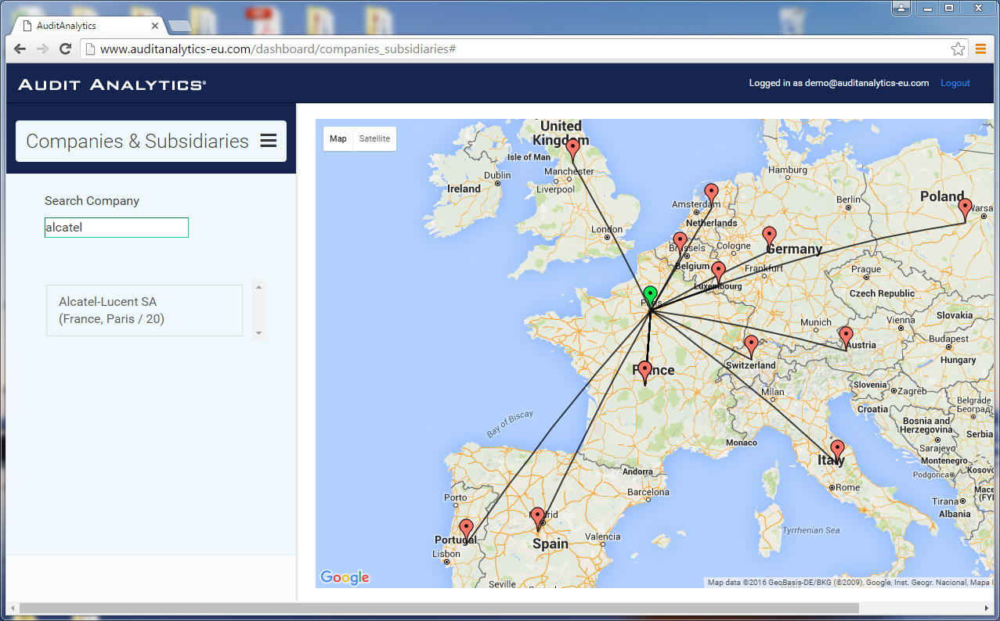 AuditAnalytics
www.auditanalytics-eu.com/dashboard/companies_subsidiaries#
AUDIT ANALYTICS®
Logged in as demo@auditanalytics-eu.com Logout
Companies & Subsidiaries
Search Company
alcatel
Alcatel-Lucent SA
(France, Paris / 20)
Map Satellite
United
Kingdom
Isle of Man
Manchester
Dublin
Ireland
Liverpool
London
Hamburg
Amsterdam
Netherlands
Berlin
Poland
Brussels
Belgium
Cologne
Germany
Frankfurt
Luxembourg
Prague
Czech Republic
Slovakia
Munich
Vienna
Austria
Budapest
Hungary
France
Switzerland
Milan
Slovenia
Zagreb
Croatia
Belgrade
Београд
Bosnia and
Herzegovina
Serbia
Sarajevo
Montenegro
Podgorica
Kosovo
Monaco
Italy
Rome
Tirana
Albania
Bay of Biscay
Andorra
Barcelona
Porto
Portugal
Lisbon
Spain
Valencia
Seville
Tyrrhenian Sea
Google
Map data ©2016 GeoBasis-DE/BKG (©2009), Google, Inst. Geogr. Nacional, Mapa